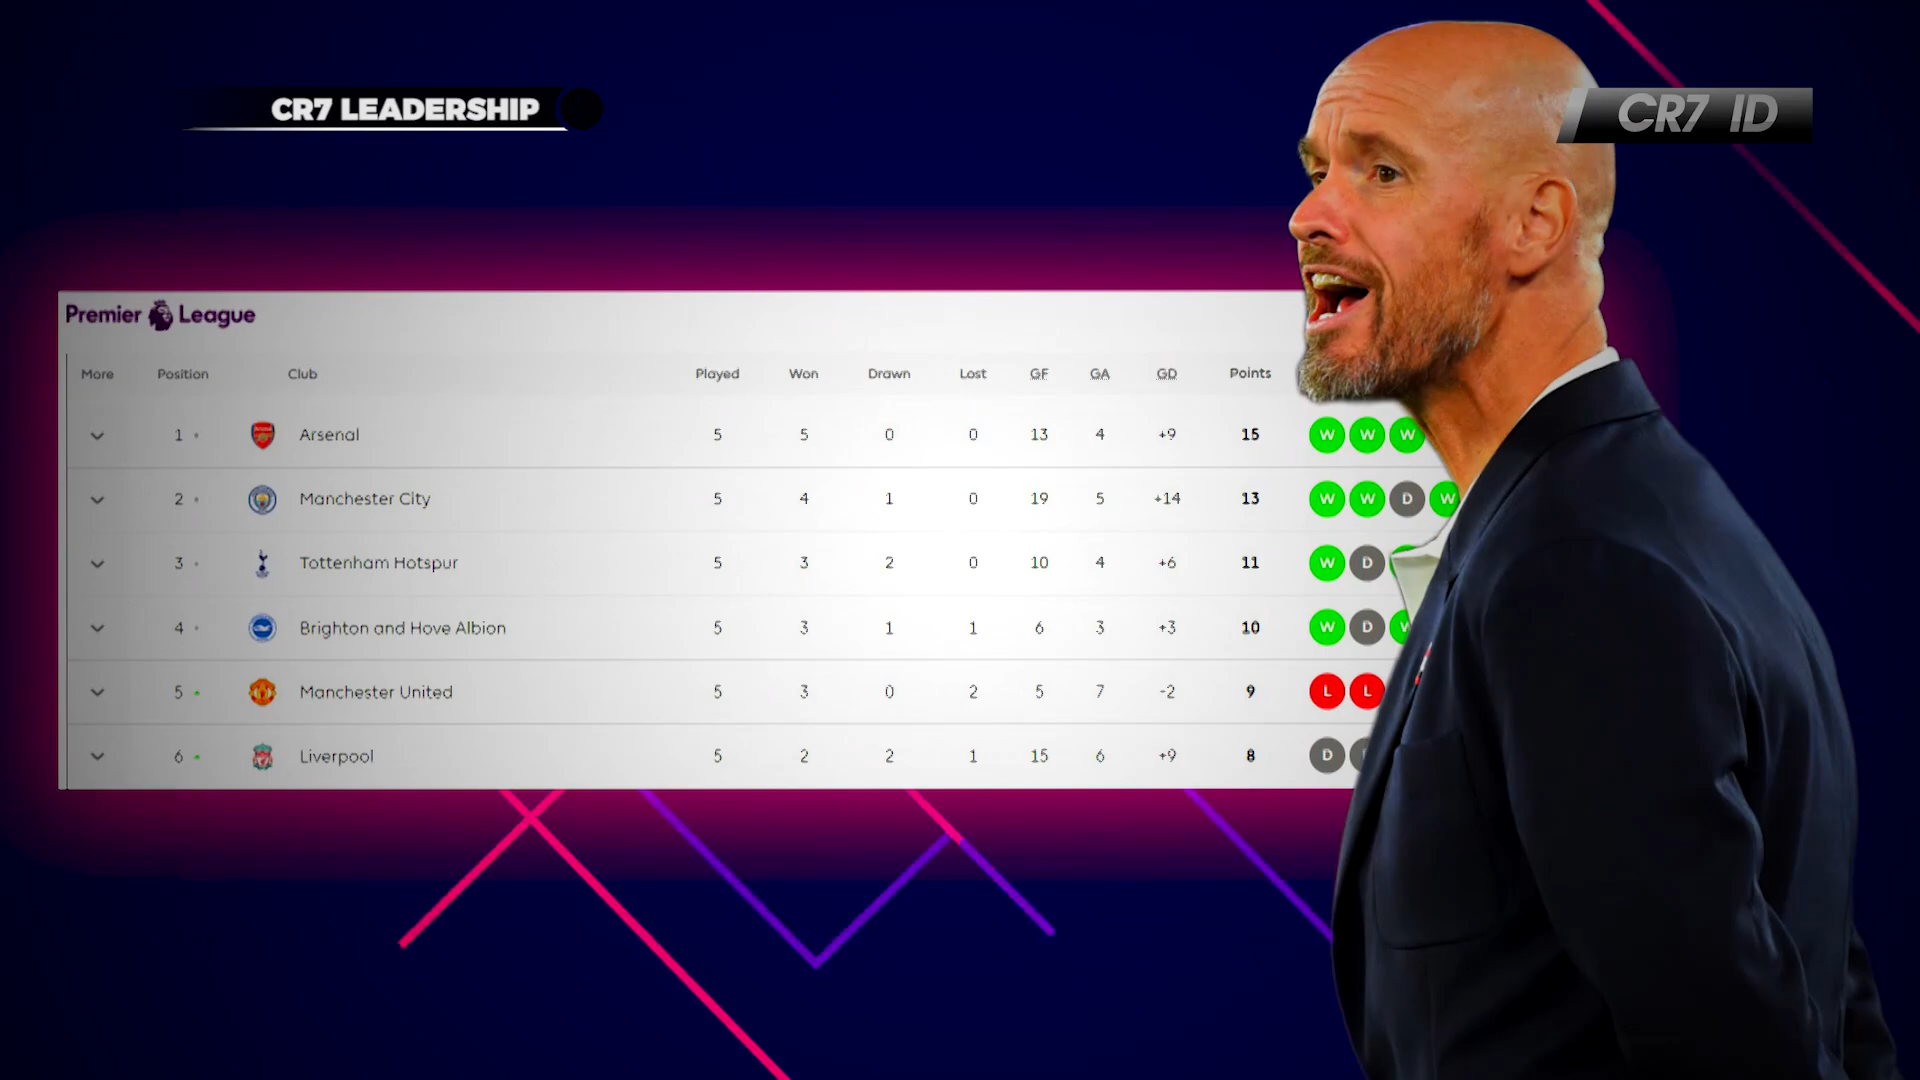 CR7 LEADERSHIP
CR7 ID
Premier League
More Position Club Played Won Drawn Lost GF GA GD Points
1 Arsenal 5 5 0 0 13 4 +9 15 W W W
2 Manchester City 5 4 1 0 19 5 +14 13 W W D W
3 Tottenham Hotspur 5 3 2 0 10 4 +6 11 W D
4 Brighton and Hove Albion 5 3 1 1 6 3 +3 10 W D W
5 Manchester United 5 3 0 2 5 7 -2 9 L L
6 Liverpool 5 2 2 1 15 6 +9 8 D